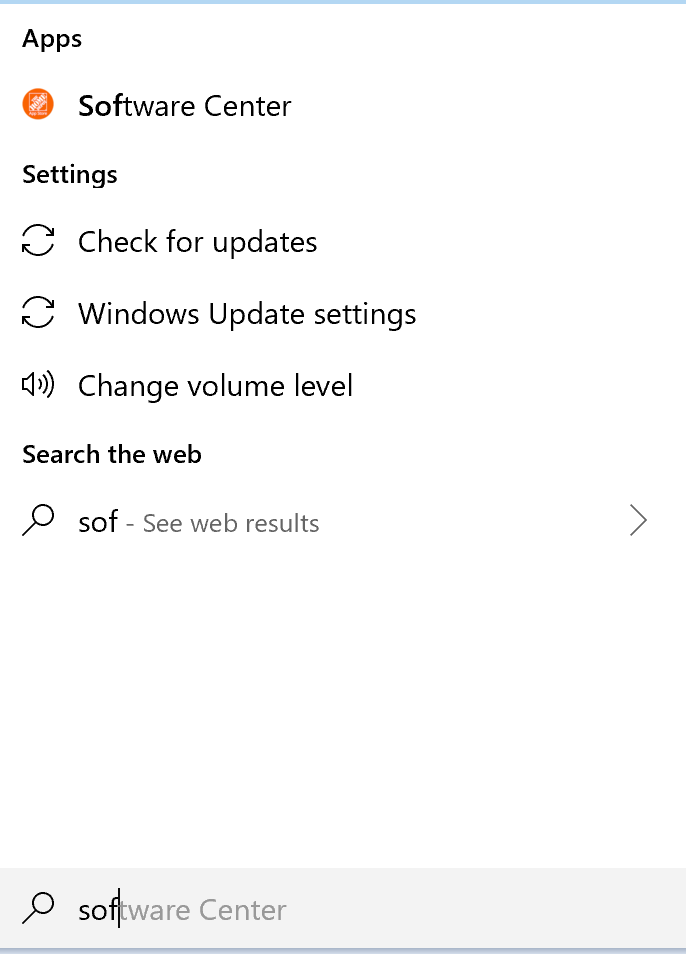 Apps
Software Center
Settings
Check for updates
Windows Update settings
Change volume level
Search the web
sof - See web results
software Center